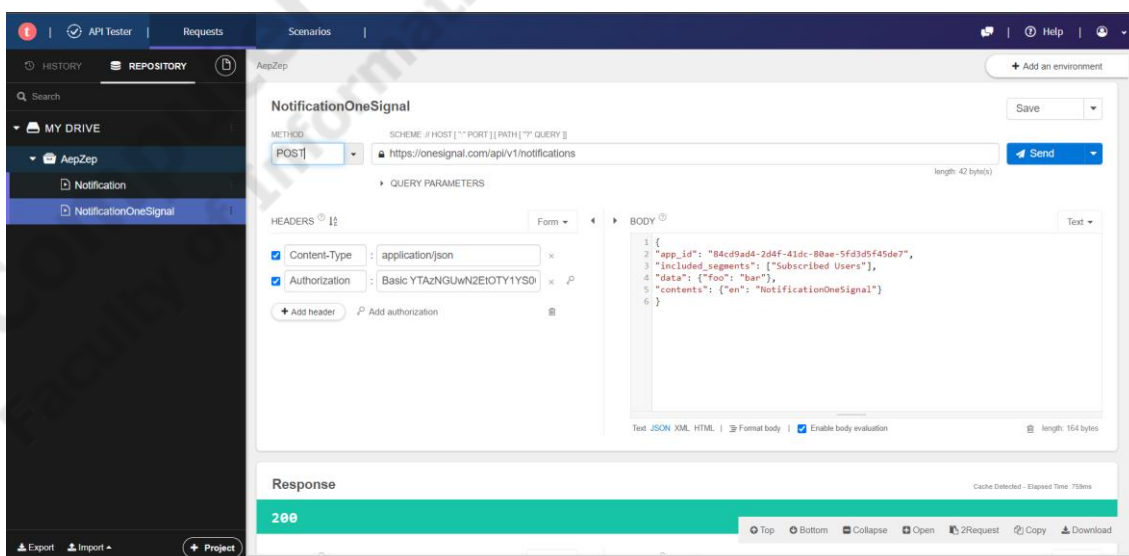 API Tester | Requests Scenarios | Help
HISTORY REPOSITORY AepZep + Add an environment
Search
NotificationOneSignal Save
MY DRIVE
METHOD SCHEME :// HOST [ ":" PORT ] [ PATH [ "?" QUERY ]]
POST https://onesignal.com/api/v1/notifications Send
AepZep
length: 42 byte(s)
Notification QUERY PARAMETERS
NotificationOneSignal
HEADERS Form BODY Text
Content-Type : application/json
Authorization : Basic YTAzNGUwN2EtOTY1YS0
+ Add header Add authorization
1 {
2 "app_id": "84cd9ad4-2d4f-41dc-80ae-5fd3d5f45de7",
3 "included_segments": ["Subscribed Users"],
4 "data": {"foo": "bar"},
5 "contents": {"en": "NotificationOneSignal"}
6 }
Text JSON XML HTML | Format body | Enable body evaluation length: 164 bytes
Response Cache Detected - Elapsed Time: 759ms
200
Top Bottom Collapse Open 2Request Copy Download
Export Import + Project
Faculty of Informat